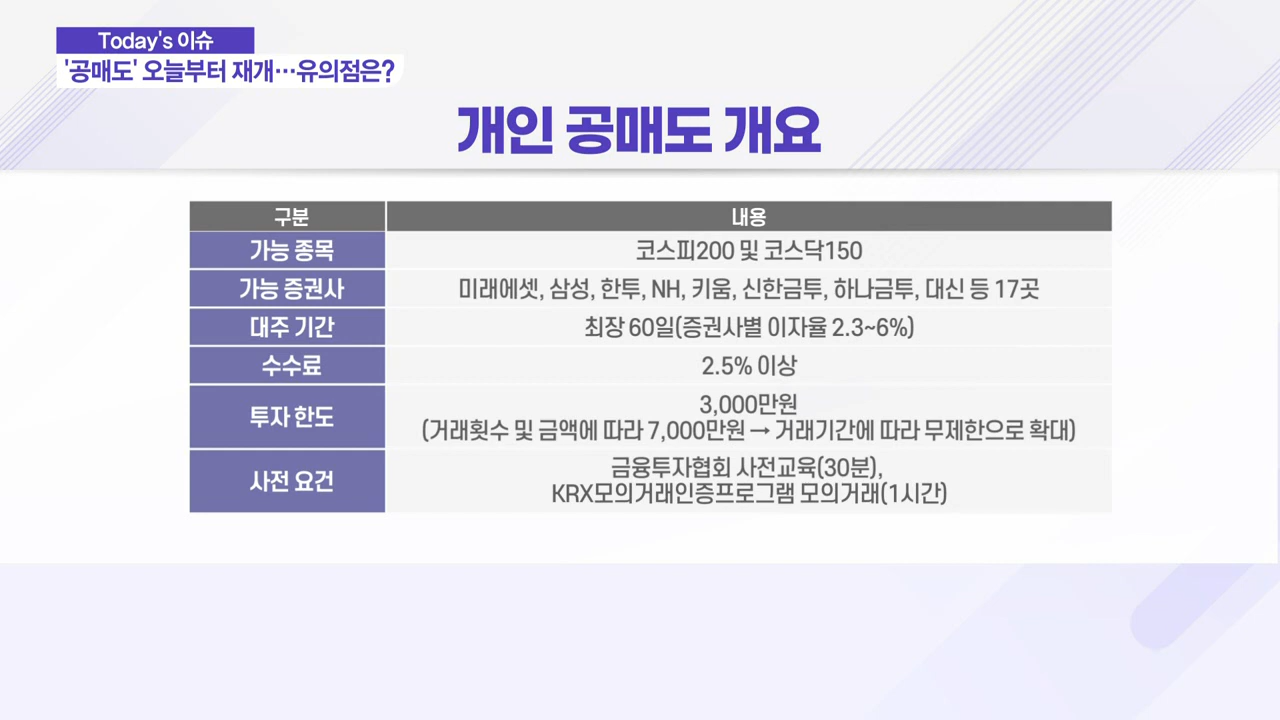 Today's 이슈
'공매도' 오늘부터 재개…유의점은?
개인 공매도 개요
구분 내용
가능 종목 코스피200 및 코스닥150
가능 증권사 미래에셋, 삼성, 한투, NH, 키움, 신한금투, 하나금투, 대신 등 17곳
대주 기간 최장 60일(증권사별 이자율 2.3~6%)
수수료 2.5% 이상
투자 한도 3,000만원
(거래횟수 및 금액에 따라 7,000만원 → 거래기간에 따라 무제한으로 확대)
사전 요건 금융투자협회 사전교육(30분),
KRX모의거래인증프로그램 모의거래(1시간)